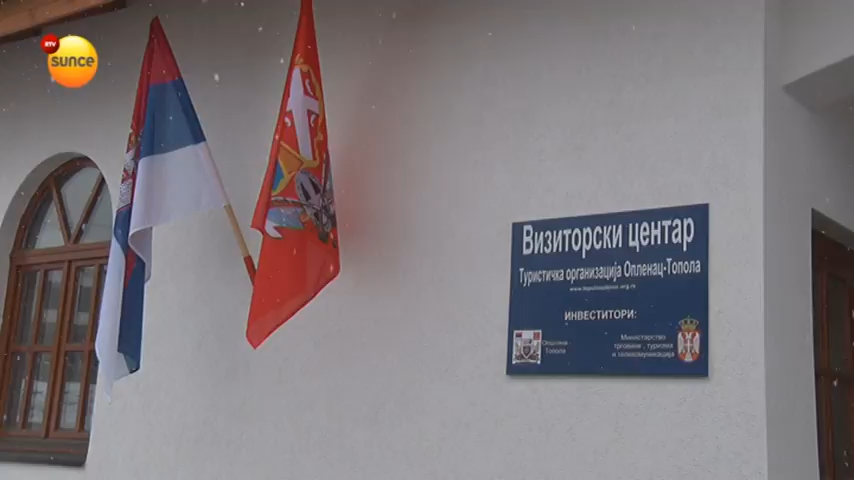 RTV
sunce
Визиторски центар
Туристичка организација Опленац-Топола
ИНВЕСТИТОРИ:
Општина
Топола
Министарство
трговине , туризма
и телекомуникација